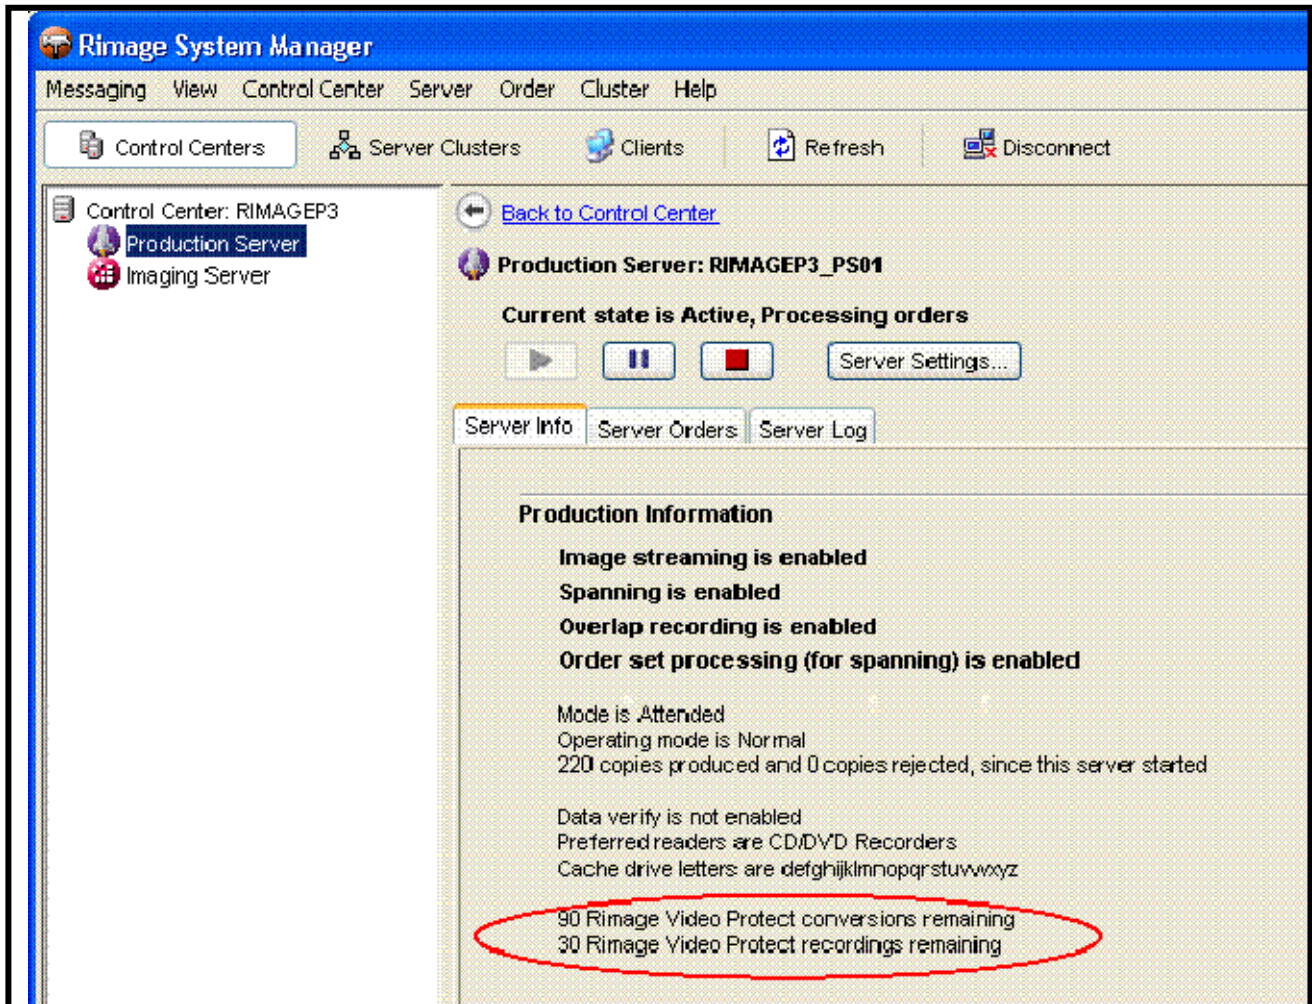 Rimage System Manager
Messaging View Control Center Server Order Cluster Help
Control Centers Server Clusters Clients Refresh Disconnect
Control Center: RIMAGEP3
Production Server
Imaging Server
Back to Control Center
Production Server: RIMAGEP3_PS01
Current state is Active, Processing orders
Server Settings...
Server Info Server Orders Server Log
Production Information
Image streaming is enabled
Spanning is enabled
Overlap recording is enabled
Order set processing (for spanning) is enabled
Mode is Attended
Operating mode is Normal
220 copies produced and 0 copies rejected, since this server started
Data verify is not enabled
Preferred readers are CD/DVD Recorders
Cache drive letters are defghijklmnopqrstuvwxyz
90 Rimage Video Protect conversions remaining
30 Rimage Video Protect recordings remaining